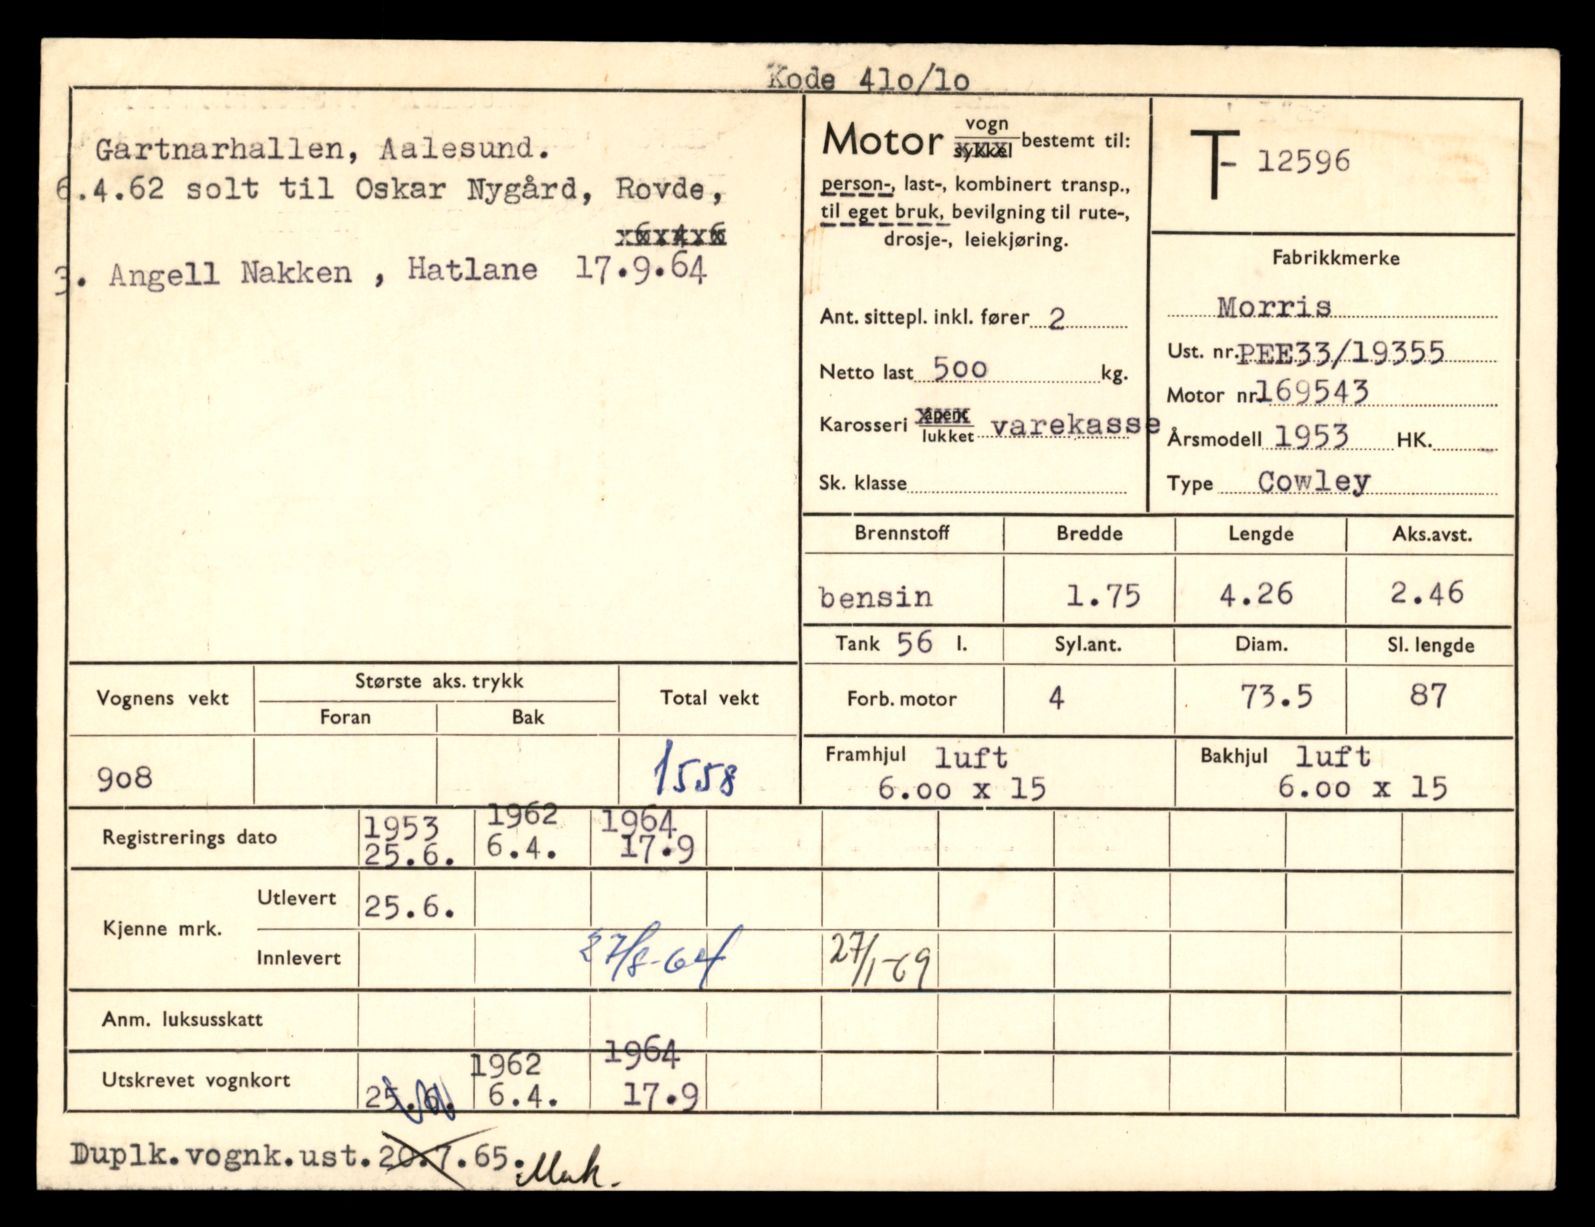 Kode 41o/1o
Gartnarhallen, Aalesund.
6.4.62 solt til Oskar Nygård, Rovde,
3. Angell Nakken , Hatlane 17.9.64
Motor vogn sykkel bestemt til:
person-, last-, kombinert transp.,
til eget bruk, bevilgning til rute-,
drosje-, leiekjøring.
Ant. sittepl. inkl. fører 2
Netto last 500 kg.
Karosseri åpent lukket varekasse
Sk. klasse
T- 12596
Fabrikkmerke
Morris
Ust. nr. PEE33/19355
Motor nr. 169543
Årsmodell 1953 HK. -
Type Cowley
Brennstoff Bredde Lengde Aks.avst.
bensin 1.75 4.26 2.46
Tank 56 l. Syl.ant. Diam. Sl. lengde
Forb. motor 4 73.5 87
Framhjul luft
6.00 x 15
Bakhjul luft
6.00 x 15
Vognens vekt Største aks. trykk Total vekt
Foran Bak
908 1558
Registrerings dato 1953 1962 1964
25.6. 6.4. 17.9
Kjenne mrk. Utlevert 25.6.
Innlevert 27/8-64 27/1-69
Anm. luksusskatt
Utskrevet vognkort 1962 1964
25.6. 6.4. 17.9
Duplk.vognk.ust.20.7.65.